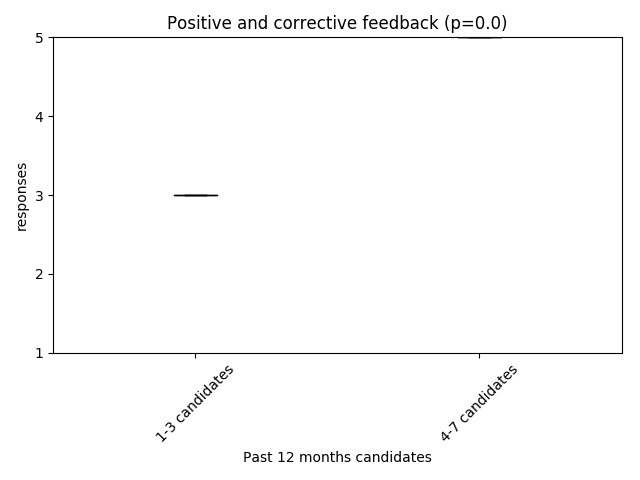 Positive and corrective feedback (p=0.0)
5
4
3
2
1
responses
1-3 candidates
4-7 candidates
Past 12 months candidates